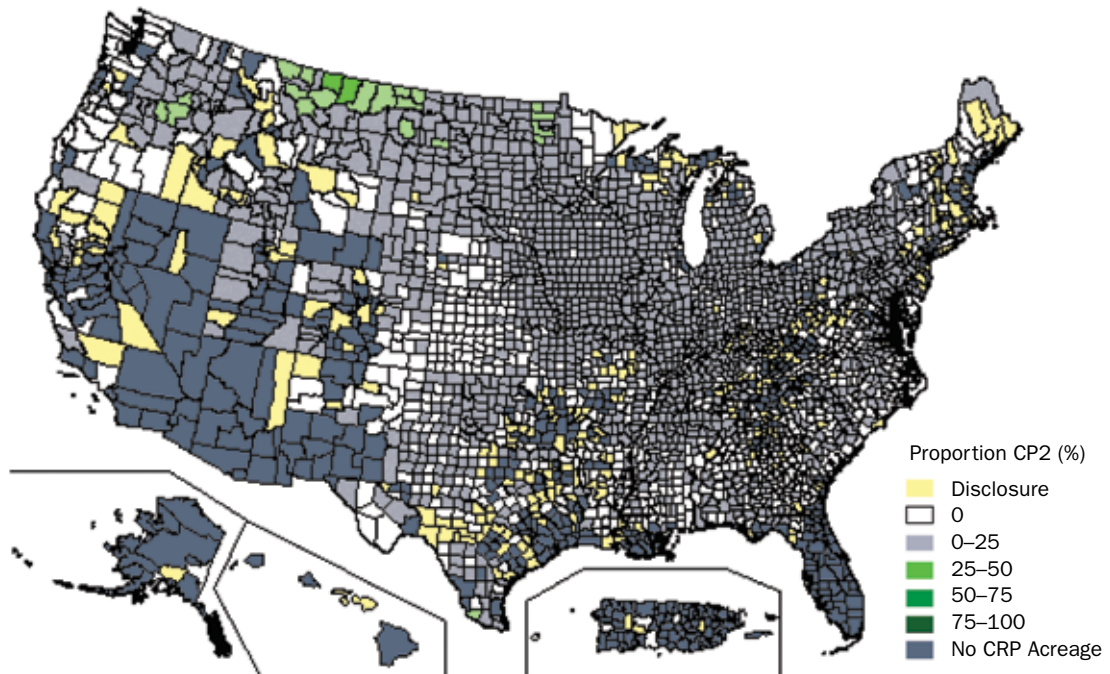 Proportion CP2 (%)
Disclosure
0
0–25
25–50
50–75
75–100
No CRP Acreage